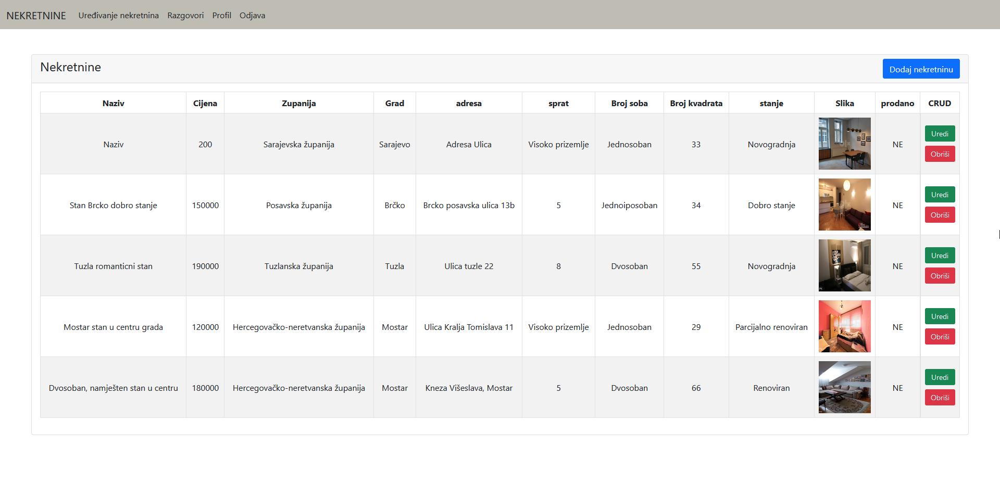 NEKRETNINE Uređivanje nekretnina Razgovori Profil Odjava
Nekretnine Dodaj nekretninu
Naziv Cijena Zupanija Grad adresa sprat Broj soba Broj kvadrata stanje Slika prodano CRUD
Naziv 200 Sarajevska županija Sarajevo Adresa Ulica Visoko prizemlje Jednosoban 33 Novogradnja NE Uredi
Obriši
Stan Brcko dobro stanje 150000 Posavska županija Brčko Brcko posavska ulica 13b 5 Jednoiposoban 34 Dobro stanje NE Uredi
Obriši
Tuzla romanticni stan 190000 Tuzlanska županija Tuzla Ulica tuzle 22 8 Dvosoban 55 Novogradnja NE Uredi
Obriši
Mostar stan u centru grada 120000 Hercegovačko-neretvanska županija Mostar Ulica Kralja Tomislava 11 Visoko prizemlje Jednosoban 29 Parcijalno renoviran NE Uredi
Obriši
Dvosoban, namješten stan u centru 180000 Hercegovačko-neretvanska županija Mostar Kneza Višeslava, Mostar 5 Dvosoban 66 Renoviran NE Uredi
Obriši